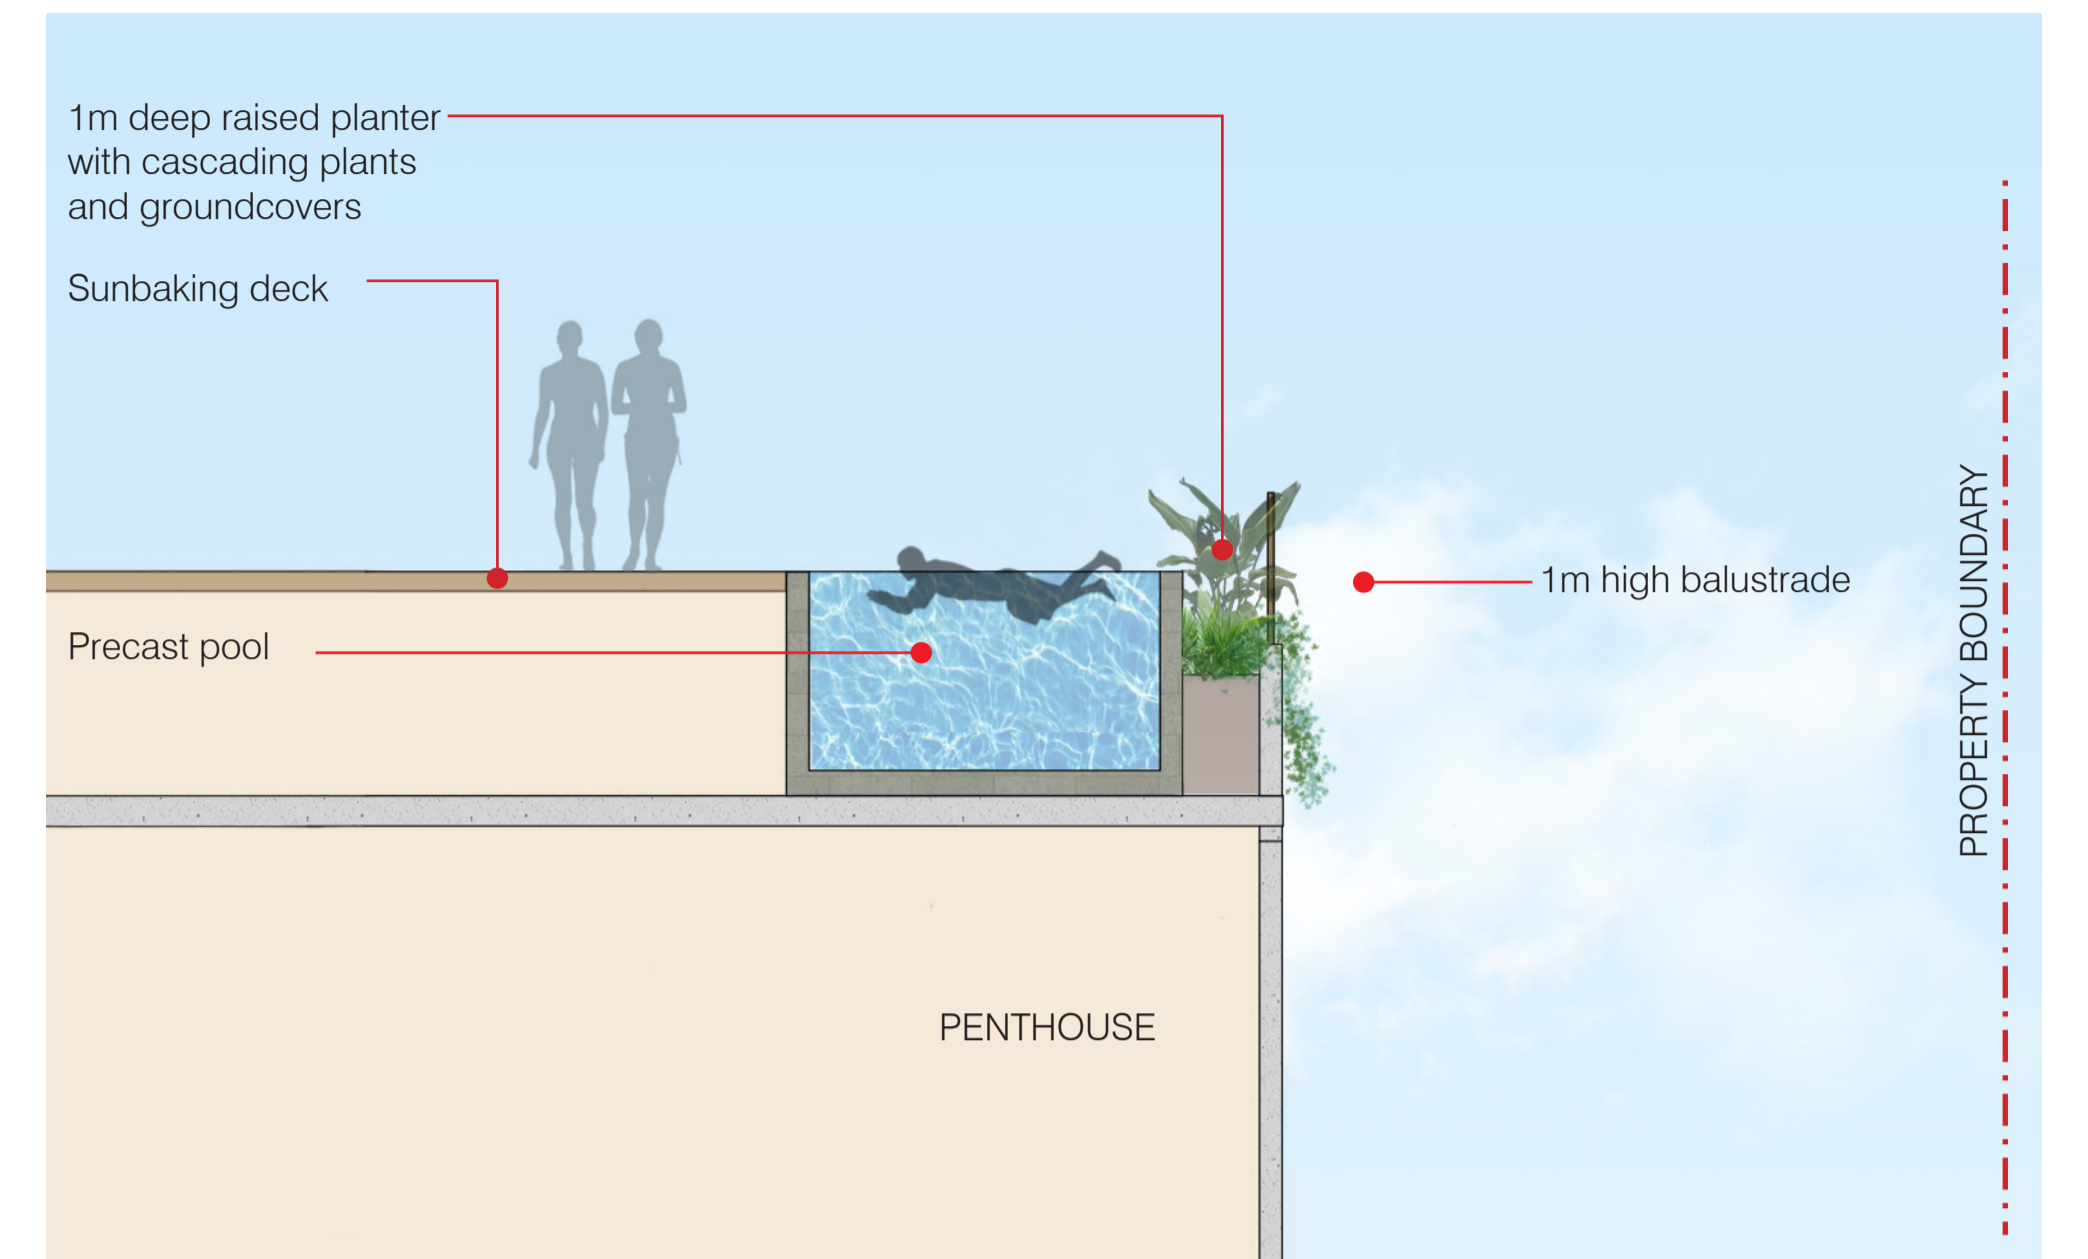 1m deep raised planter
with cascading plants
and groundcovers
Sunbaking deck
Precast pool
1m high balustrade
PROPERTY BOUNDARY
PENTHOUSE